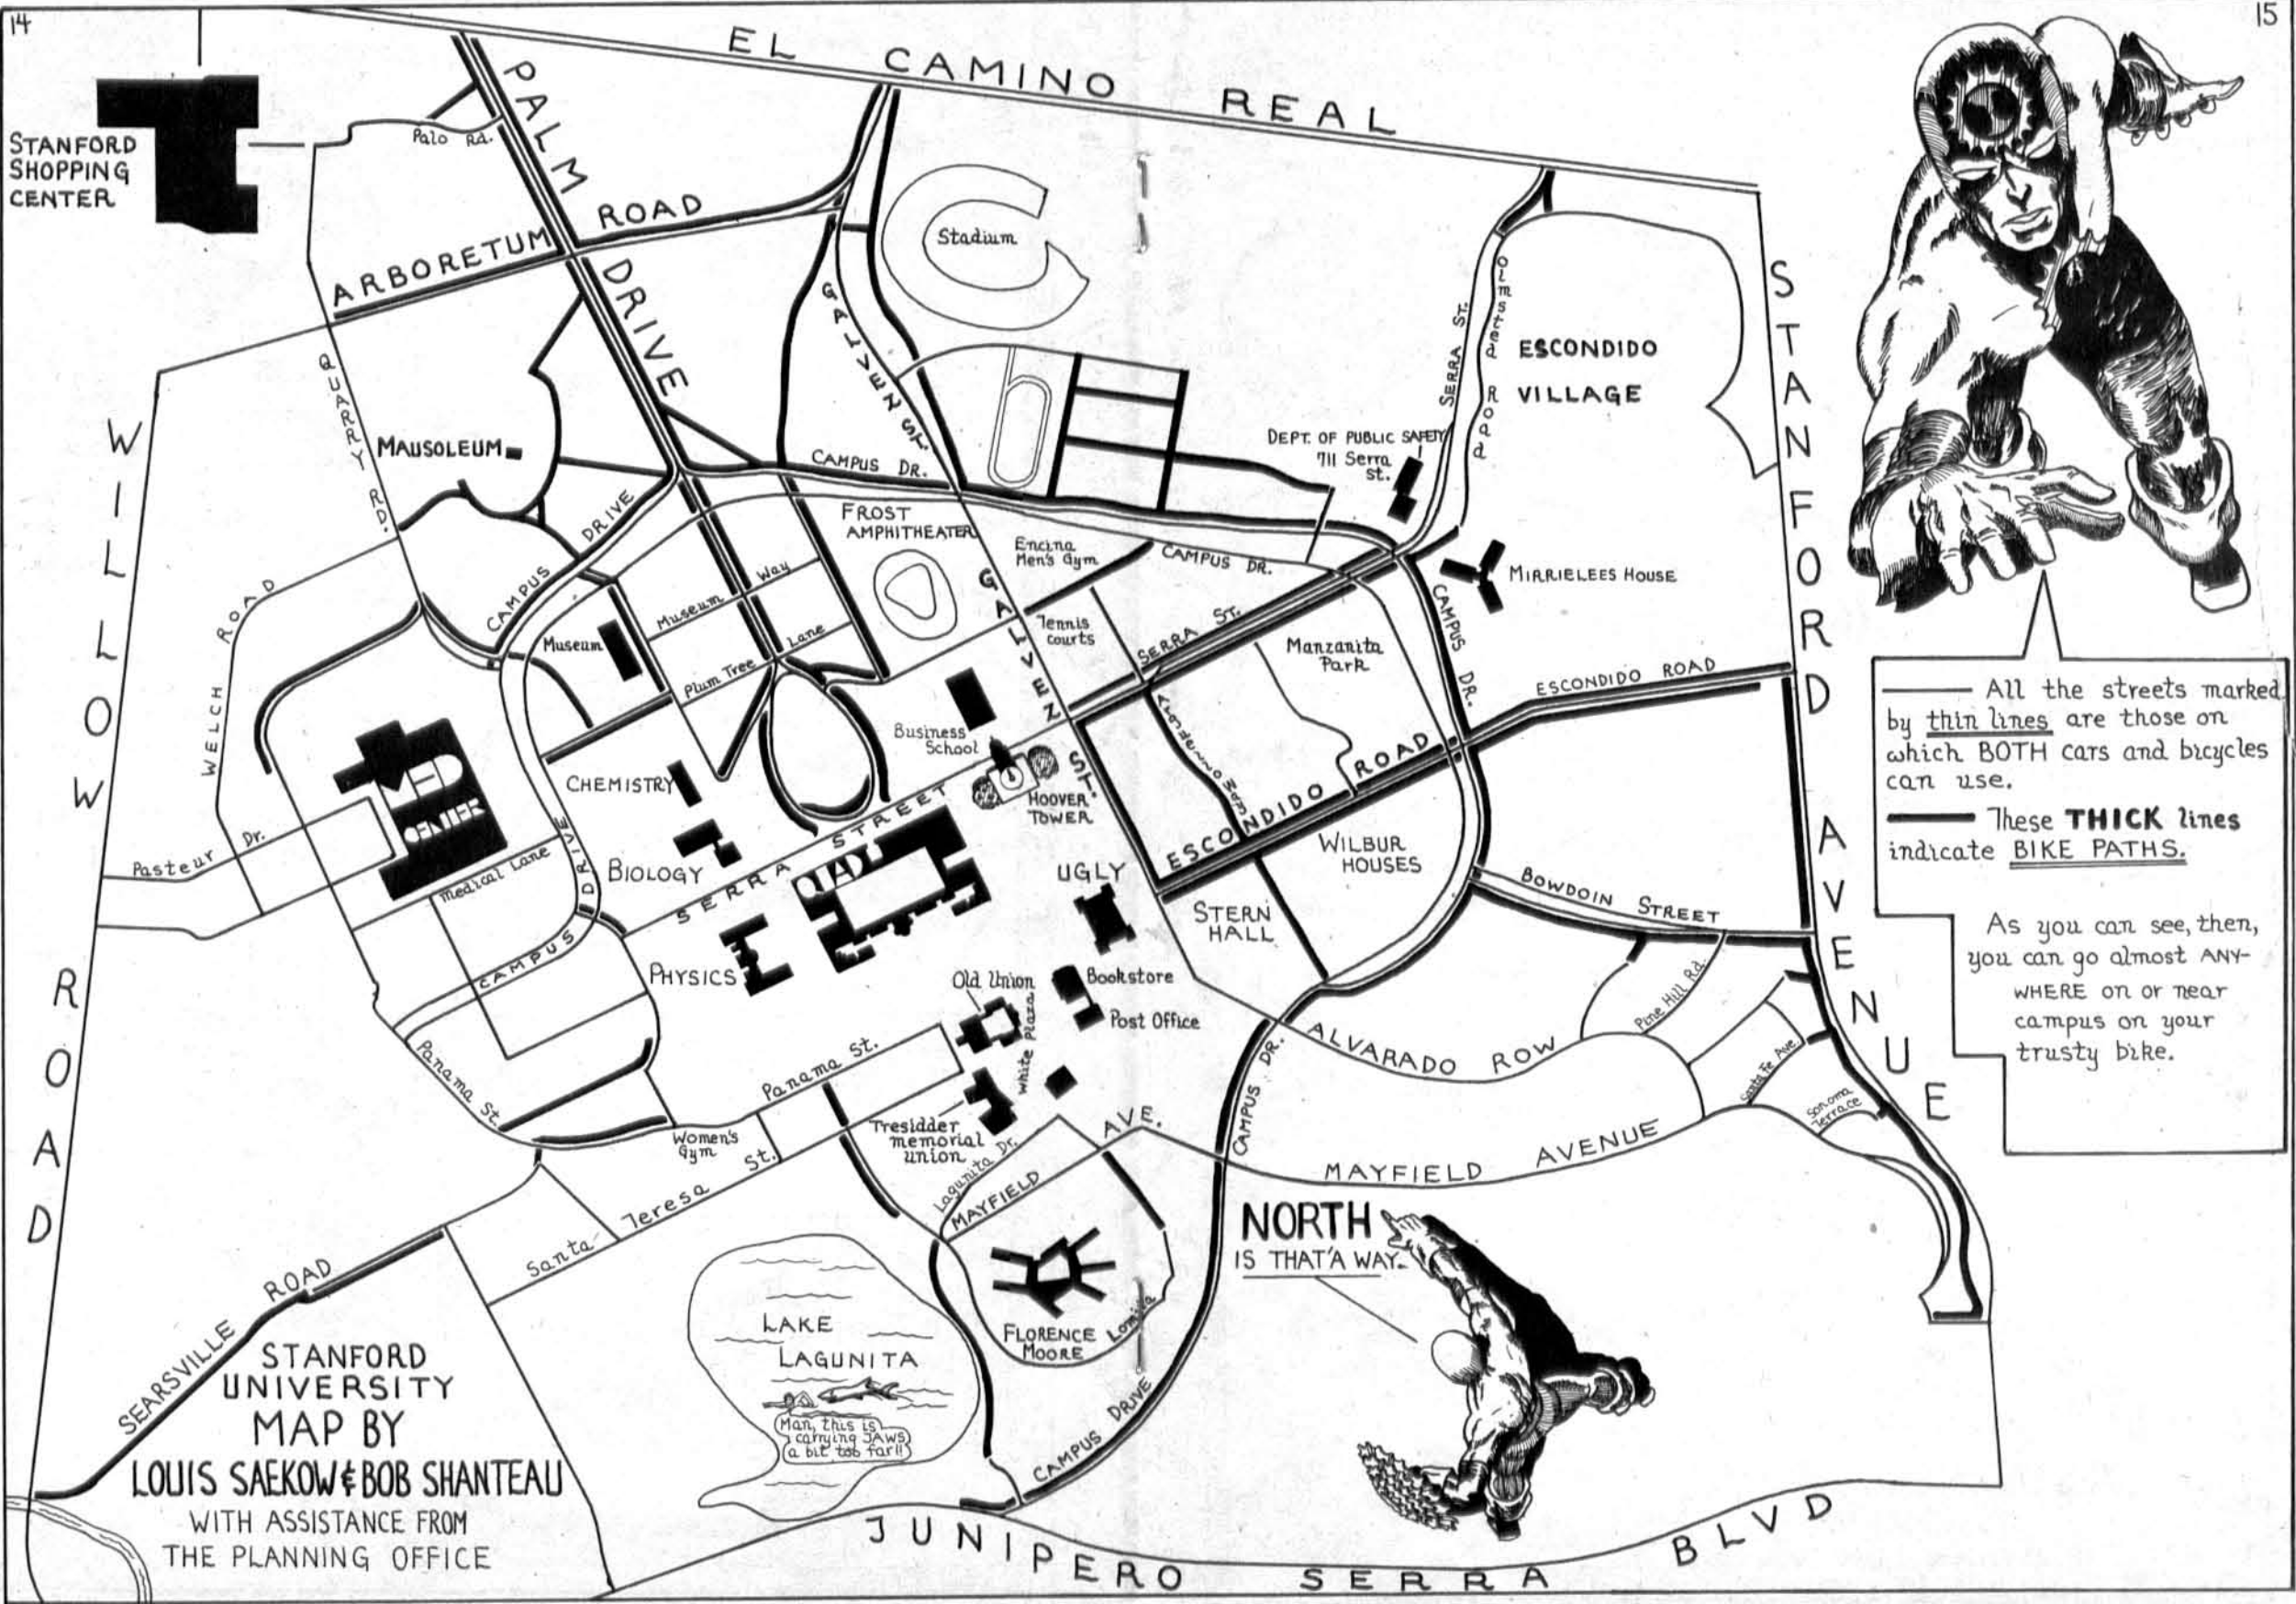 14
15
EL CAMINO REAL
PALM DRIVE
STANFORD
SHOPPING
CENTER
Palo Rd.
ARBORETUM ROAD
Stadium
GALVEZ ST.
QUARRY RD.
SERRA ST.
Olmsted Road
ESCONDIDO
VILLAGE
STANFORD AVENUE
WILLOW ROAD
MAUSOLEUM
CAMPUS DR.
DEPT. OF PUBLIC SAFETY
711 Serra
St.
CAMPUS DRIVE
FROST
AMPHITHEATER
Encina
Men's Gym
CAMPUS DR.
MIRRIELEES HOUSE
WELCH ROAD
Museum Way
Museum
Plum Tree Lane
GALVEZ ST.
Tennis
Courts
SERRA ST.
Manzanita
Park
CAMPUS DR.
ESCONDIDO ROAD
All the streets marked
by thin lines are those on
which BOTH cars and bicycles
can use.
These THICK lines
indicate BIKE PATHS.
As you can see, then,
you can go almost ANY-
WHERE on or near
campus on your
trusty bike.
Business
School
HOOVER
TOWER
MED
CENTER
CHEMISTRY
ESCONDIDO ROAD
WILBUR
HOUSES
Pasteur Dr.
Medical Lane
CAMPUS DRIVE
BIOLOGY
SERRA STREET
QUAD
UGLY
STERN
HALL
BOWDOIN STREET
PHYSICS
Old Union
White Plaza
Bookstore
Post Office
Pine Hill Rd.
ALVARADO ROW
Panama St.
Panama St.
CAMPUS DR.
Santa Fe Ave.
Sonoma
Terrace
Women's
Gym
Tresidder
memorial
union
Lagunita Dr.
MAYFIELD AVE.
MAYFIELD AVENUE
Santa Teresa St.
NORTH
IS THAT'A WAY.
SEARSVILLE ROAD
LAKE
LAGUNITA
Man, this is
carrying JAWS
a bit too far!!
FLORENCE
MOORE
Lomita
CAMPUS DRIVE
STANFORD
UNIVERSITY
MAP BY
LOUIS SAEKOW & BOB SHANTEAU
WITH ASSISTANCE FROM
THE PLANNING OFFICE
JUNIPERO SERRA BLVD